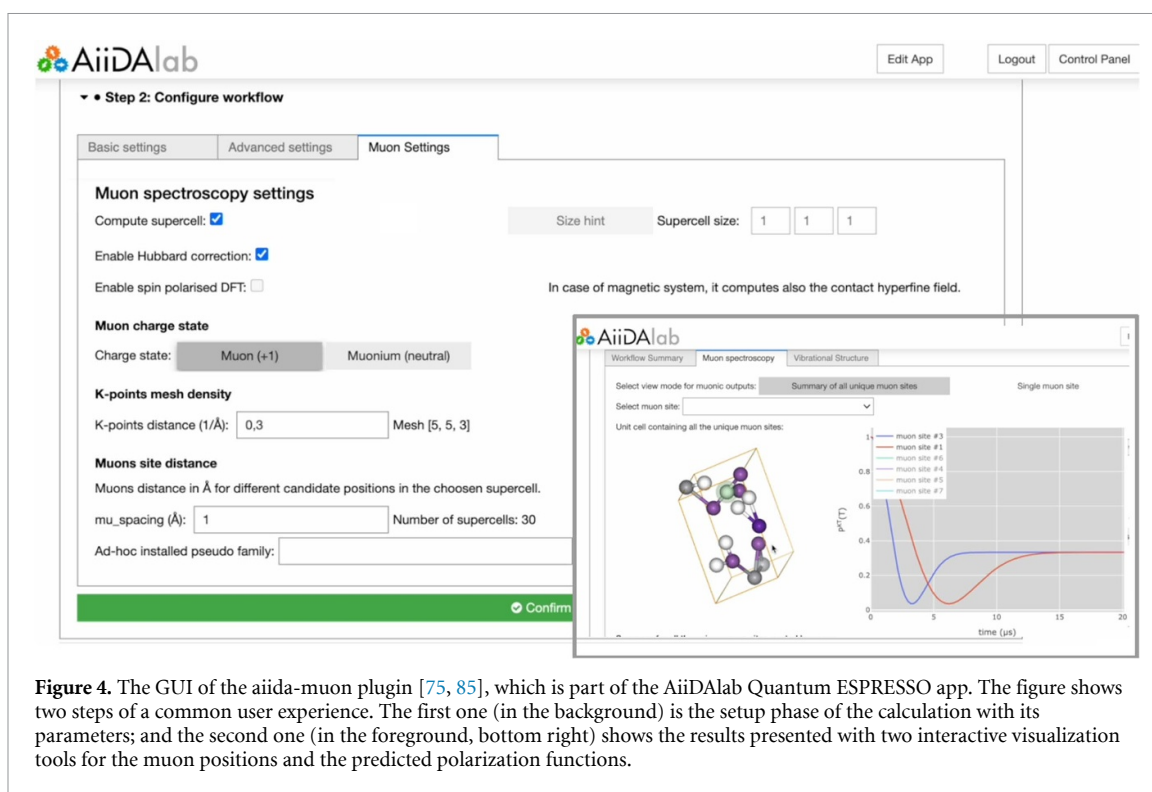 AiiDAlab
Edit App
Logout
Control Panel
Step 2: Configure workflow
Basic settings
Advanced settings
Muon Settings
Muon spectroscopy settings
Compute supercell:
Size hint
Supercell size:
1
1
1
Enable Hubbard correction:
Enable spin polarised DFT:
In case of magnetic system, it computes also the contact hyperfine field.
Muon charge state
Charge state:
Muon (+1)
Muonium (neutral)
K-points mesh density
K-points distance (1/Å):
0,3
Mesh [5, 5, 3]
Muons site distance
Muons distance in Å for different candidate positions in the choosen supercell.
mu_spacing (Å):
1
Number of supercells: 30
Ad-hoc installed pseudo family:
Confirm
AiiDAlab
Workflow Summary
Muon spectroscopy
Vibrational Structure
Select view mode for muonic outputs:
Summary of all unique muon sites
Single muon site
Select muon site:
Unit cell containing all the unique muon sites:
muon site #3
muon site #1
muon site #6
muon site #4
muon site #5
muon site #7
1
0.8
0.6
0.4
0.2
0
0
5
10
15
20
time (μs)
Figure 4. The GUI of the aiida-muon plugin [75, 85], which is part of the AiiDAlab Quantum ESPRESSO app. The figure shows
two steps of a common user experience. The first one (in the background) is the setup phase of the calculation with its
parameters; and the second one (in the foreground, bottom right) shows the results presented with two interactive visualization
tools for the muon positions and the predicted polarization functions.